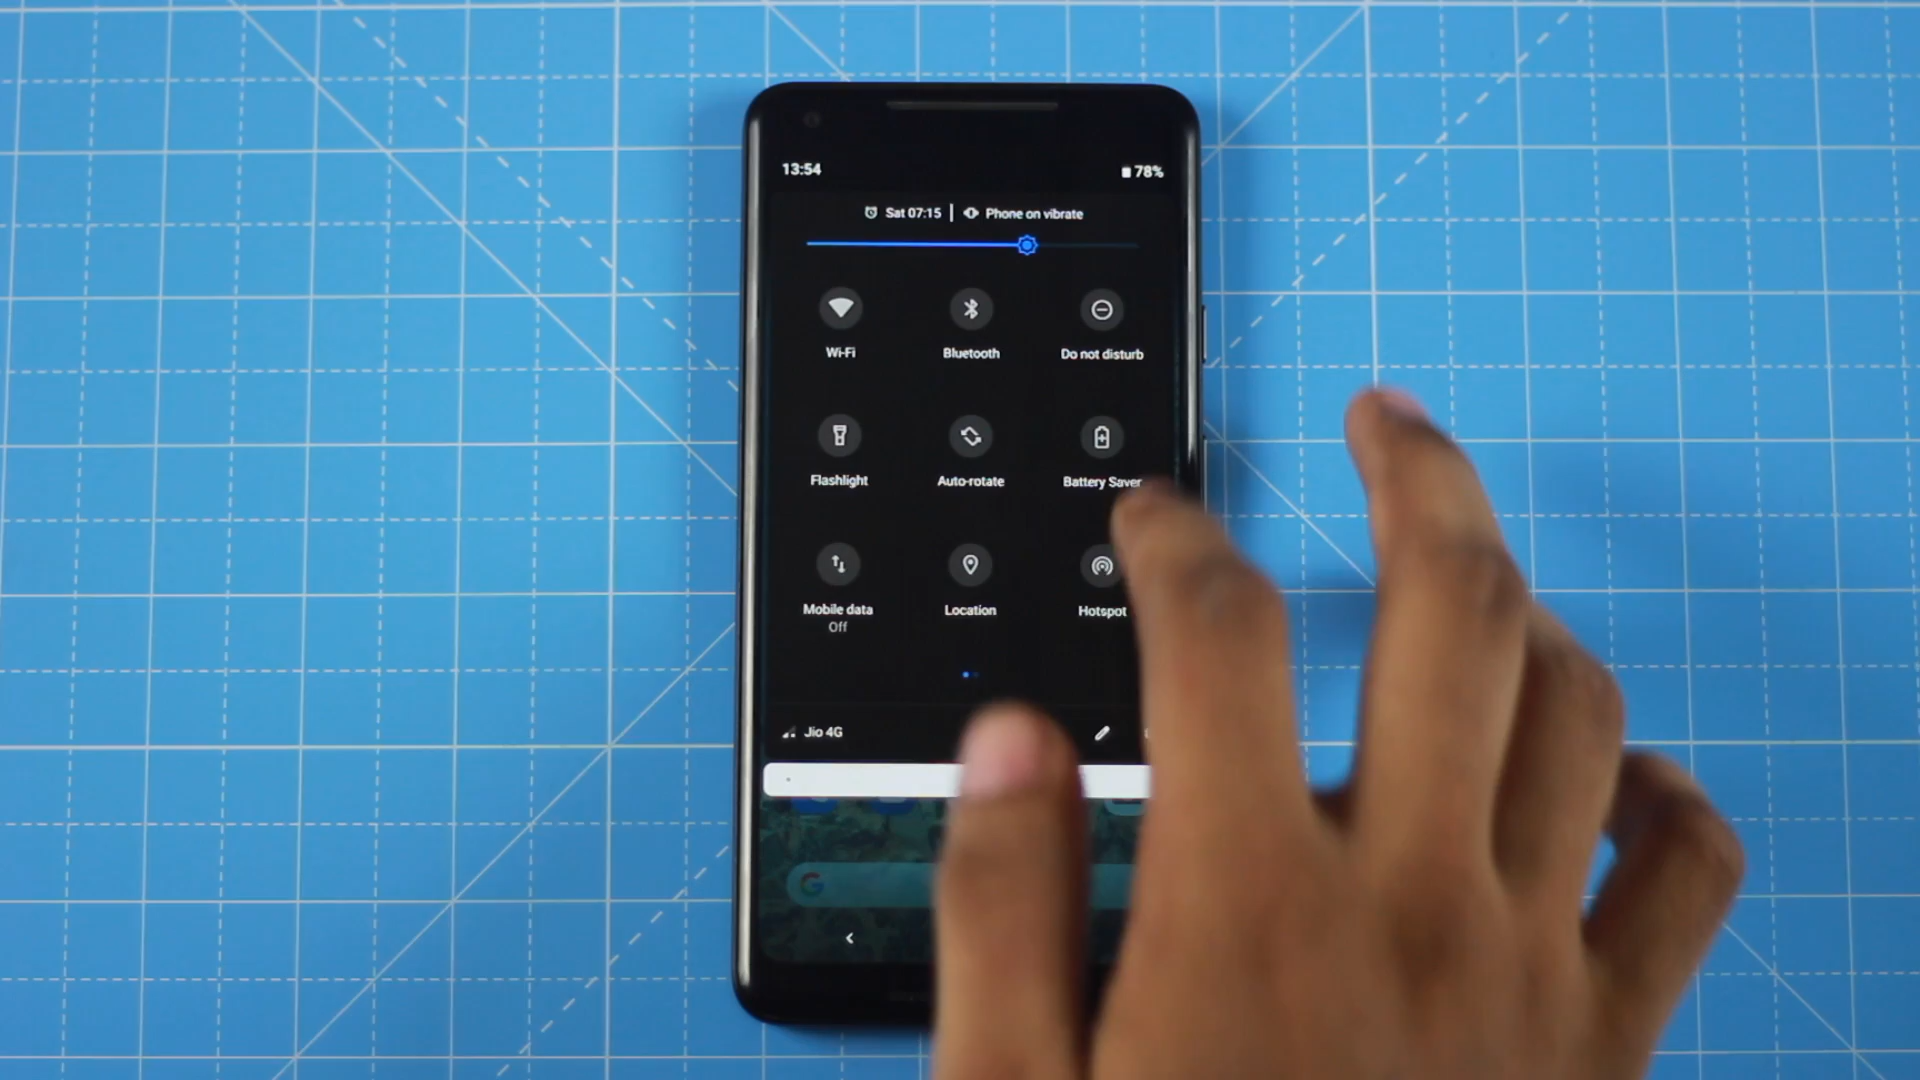 13:54 78%
Sat 07:15 | Phone on vibrate
Wi-Fi Bluetooth Do not disturb
Flashlight Auto-rotate Battery Saver
Mobile data Location Hotspot
Off
Jio 4G
G